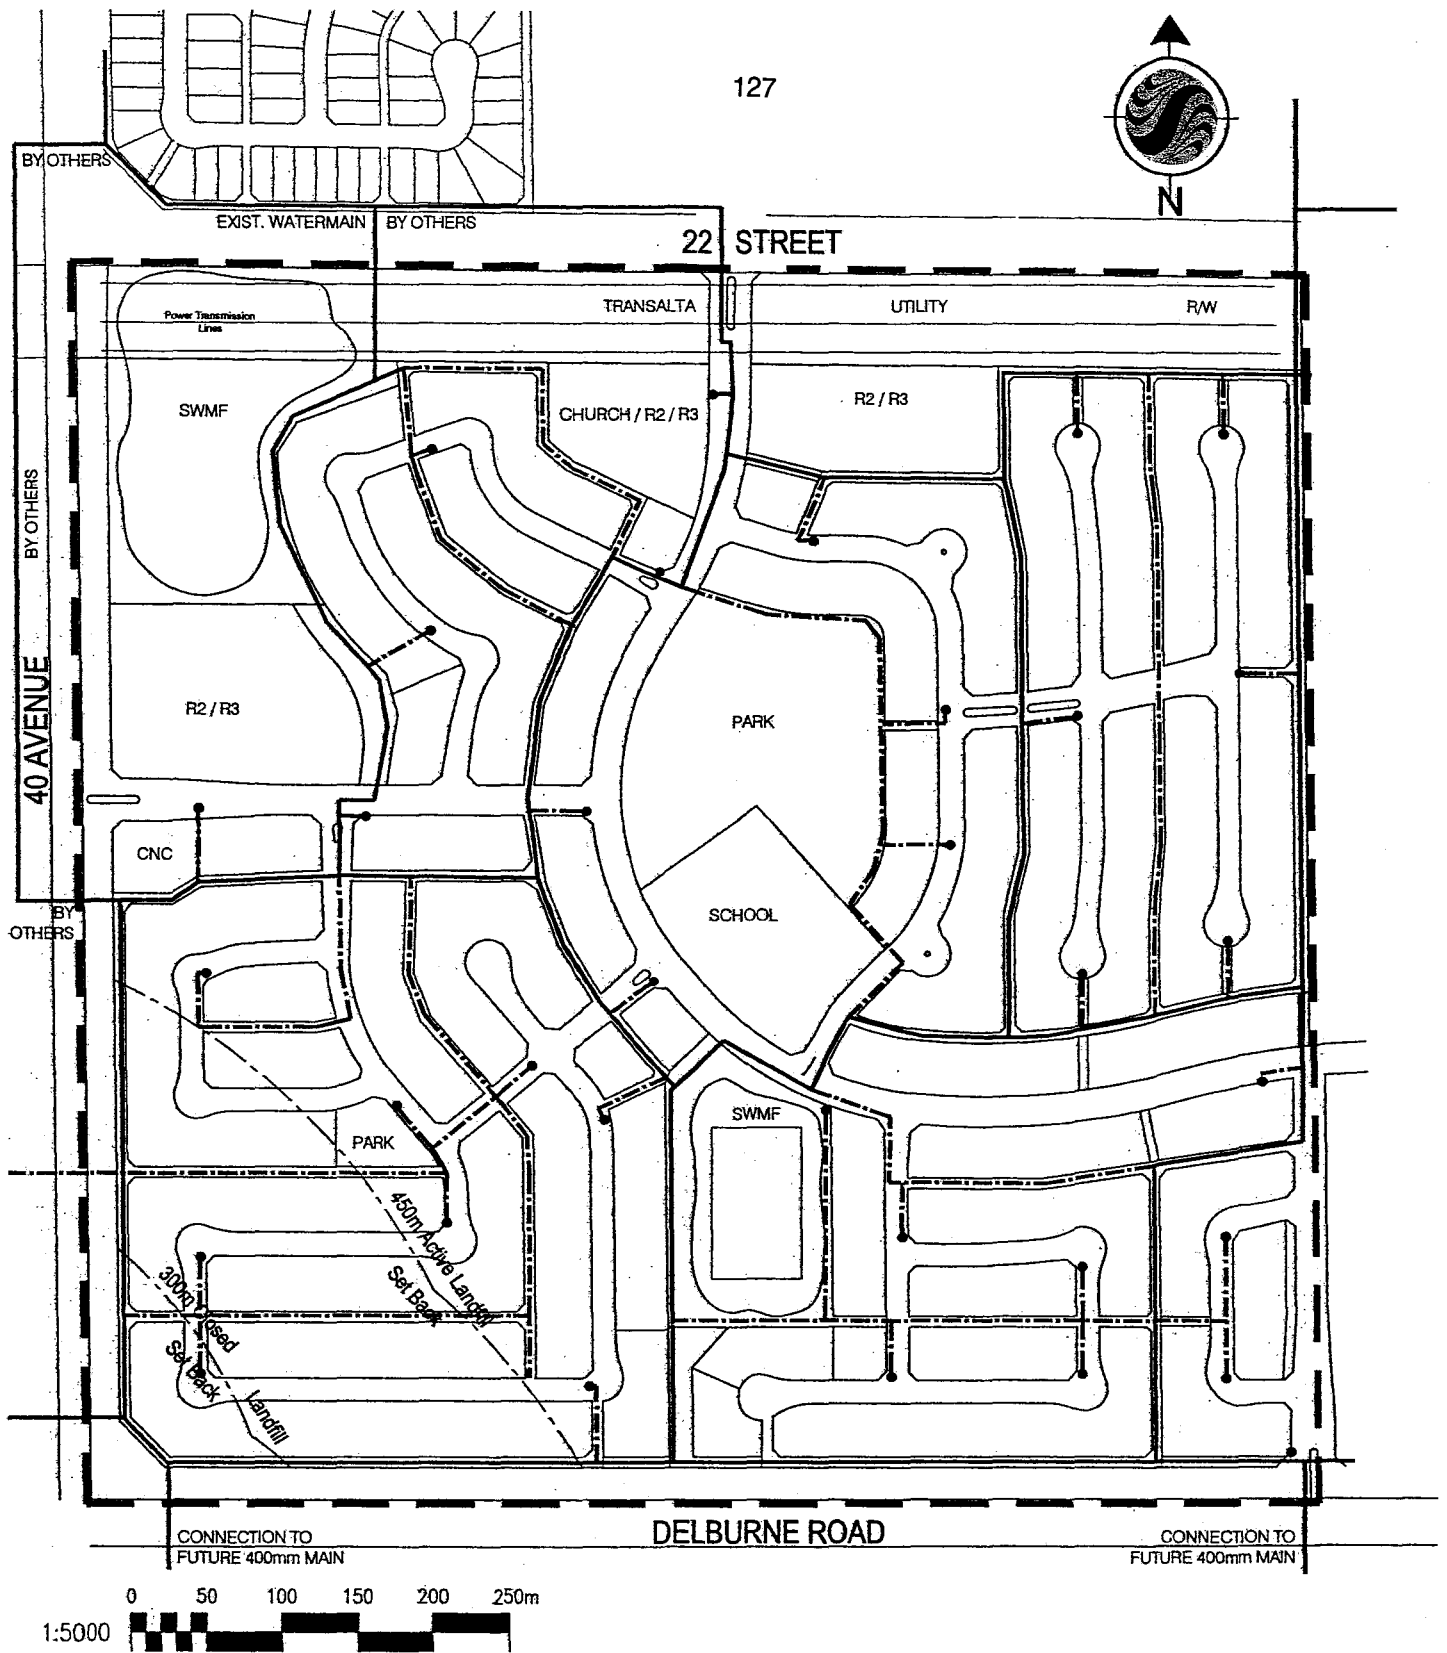 127
BY OTHERS
EXIST. WATERMAIN
BY OTHERS
N
22 STREET
TRANSALTA
UTILITY
R/W
Power Transmission
Lines
SWMF
CHURCH / R2 / R3
R2 / R3
BY OTHERS
40 AVENUE
R2 / R3
PARK
CNC
SCHOOL
BY
OTHERS
SWMF
PARK
450m Active Landfill
Set Back
300m Closed
Set Back
Landfill
DELBURNE ROAD
CONNECTION TO
FUTURE 400mm MAIN
CONNECTION TO
FUTURE 400mm MAIN
0 50 100 150 200 250m
1:5000